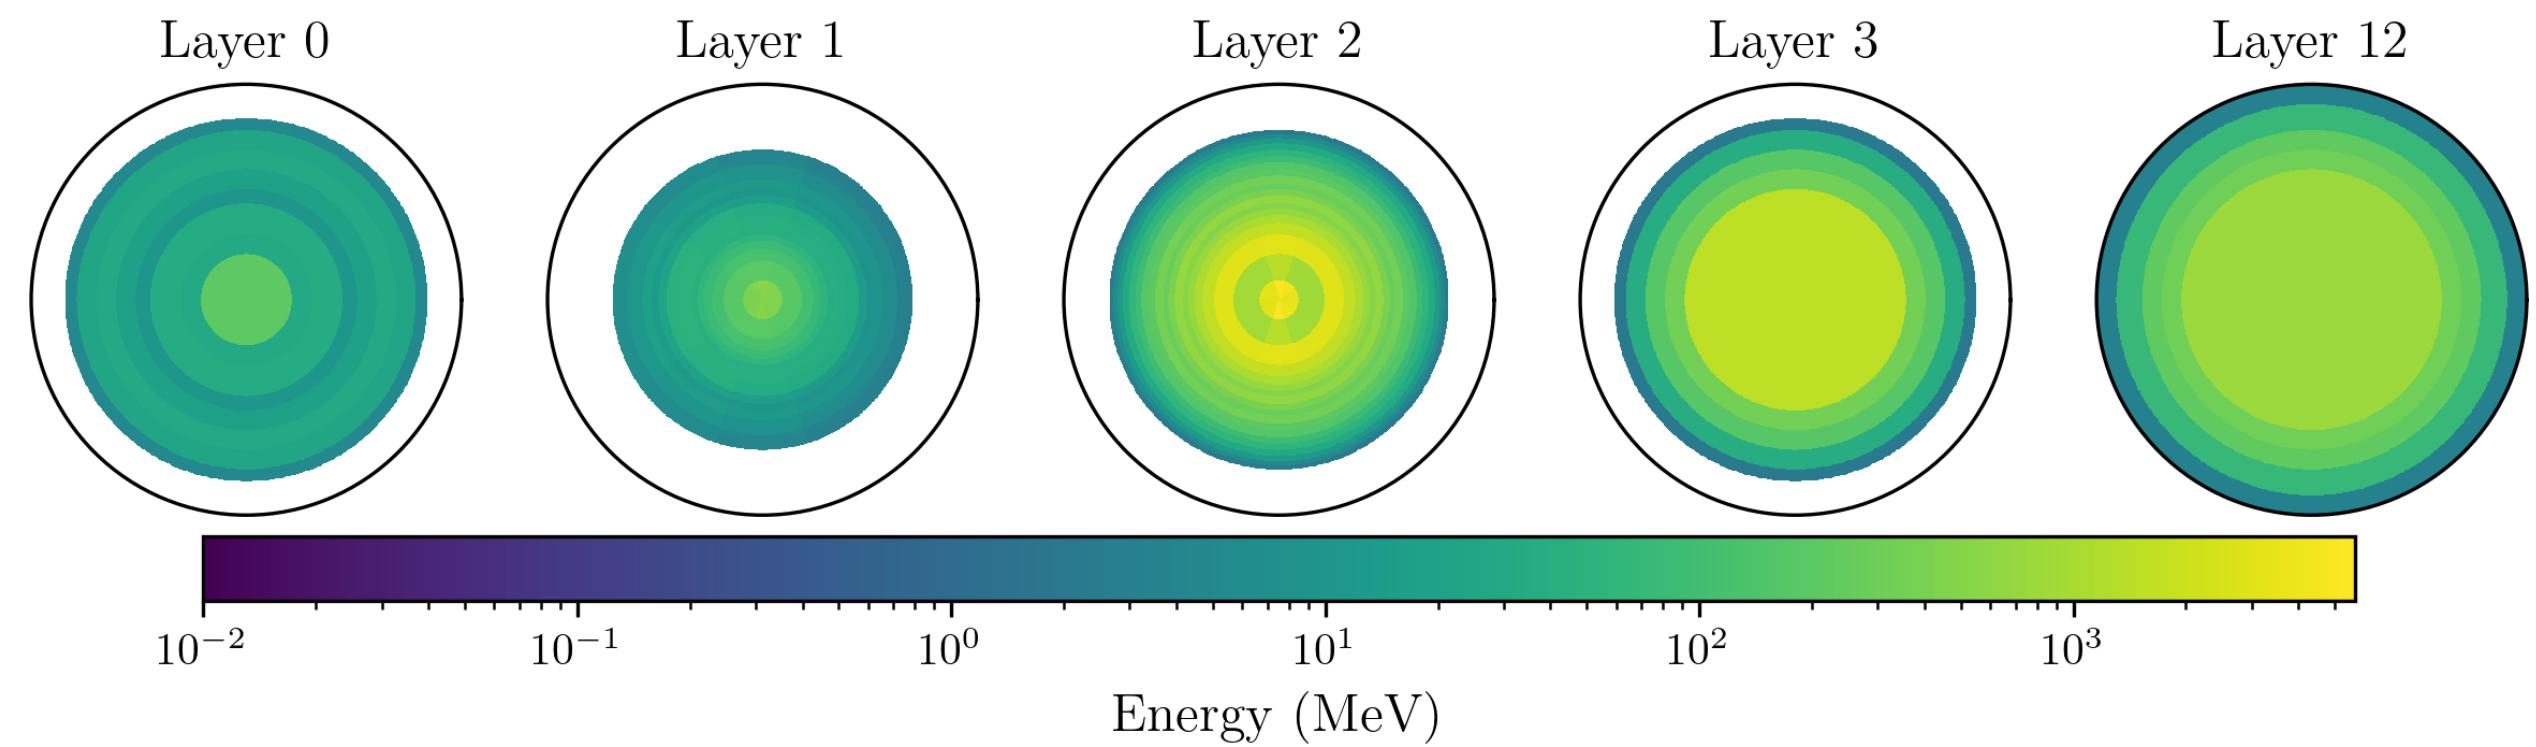 Layer 0 Layer 1 Layer 2 Layer 3 Layer 12
10⁻² 10⁻¹ 10⁰ 10¹ 10² 10³
Energy (MeV)